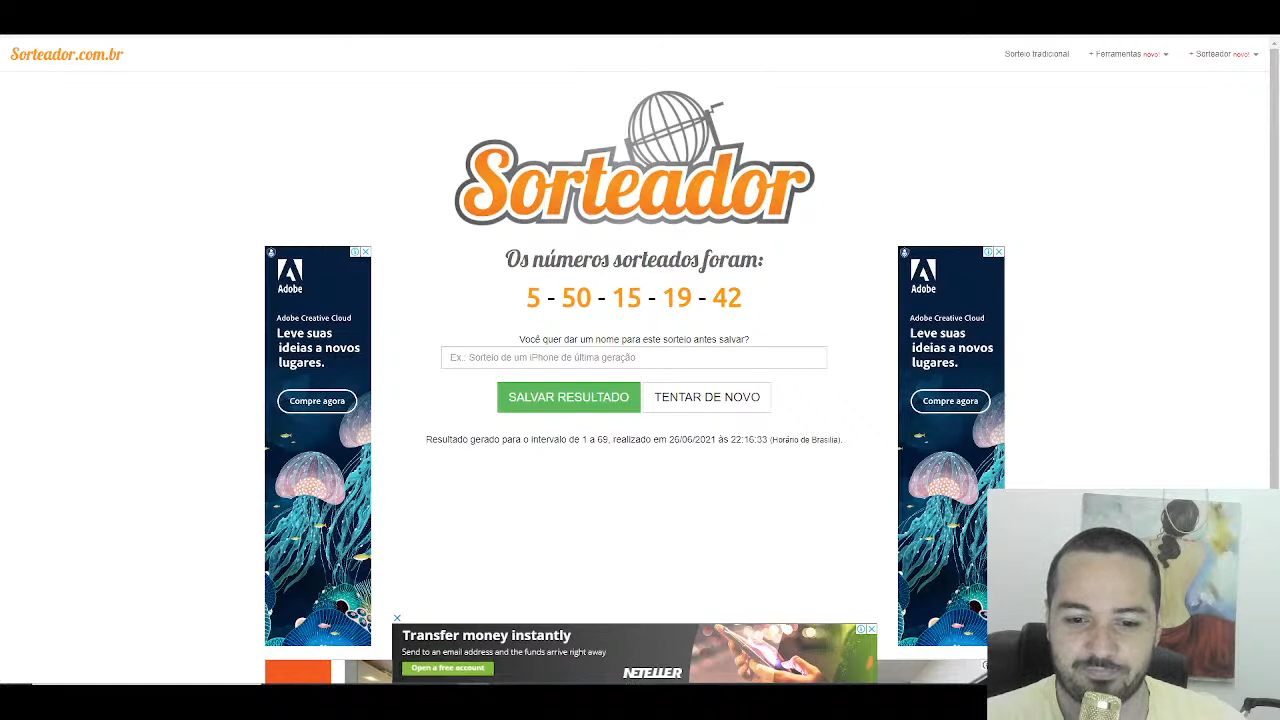 Sorteador.com.br
Sorteio tradicional
+ Ferramentas novo!
+ Sorteador novo!
Sorteador
Os números sorteados foram:
5 - 50 - 15 - 19 - 42
Você quer dar um nome para este sorteio antes salvar?
Ex.: Sorteio de um iPhone de última geração
SALVAR RESULTADO
TENTAR DE NOVO
Resultado gerado para o intervalo de 1 a 69, realizado em 26/06/2021 às 22:16:33 (Horário de Brasília).
Adobe
Adobe Creative Cloud
Leve suas
ideias a novos
lugares.
Compre agora
Adobe
Adobe Creative Cloud
Leve suas
ideias a novos
lugares.
Compre agora
Transfer money instantly
Send to an email address and the funds arrive right away
Open a free account
NETELLER